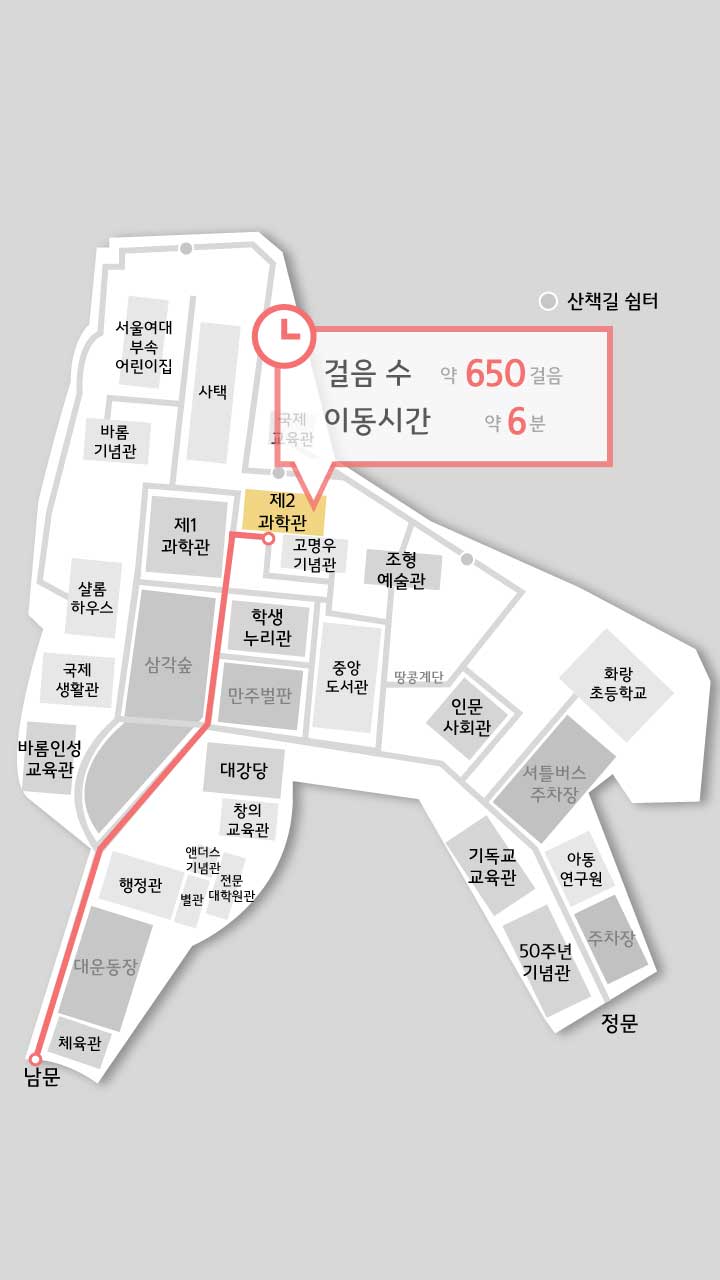 산책길 쉼터
서울여대
부속
어린이집
사택
걸음 수 약 650 걸음
이동시간 약 6분
바롬
기념관
국제
교육관
제2
과학관
제1
과학관
고명우
기념관
조형
예술관
샬롬
하우스
학생
누리관
삼각숲
중앙
도서관
국제
생활관
만주벌판
땅콩계단
화랑
초등학교
인문
사회관
바롬인성
교육관
대강당
셔틀버스
주차장
창의
교육관
앤더스
기념관
행정관
별관
전문
대학원관
기독교
교육관
아동
연구원
대운동장
50주년
기념관
주차장
체육관
정문
남문